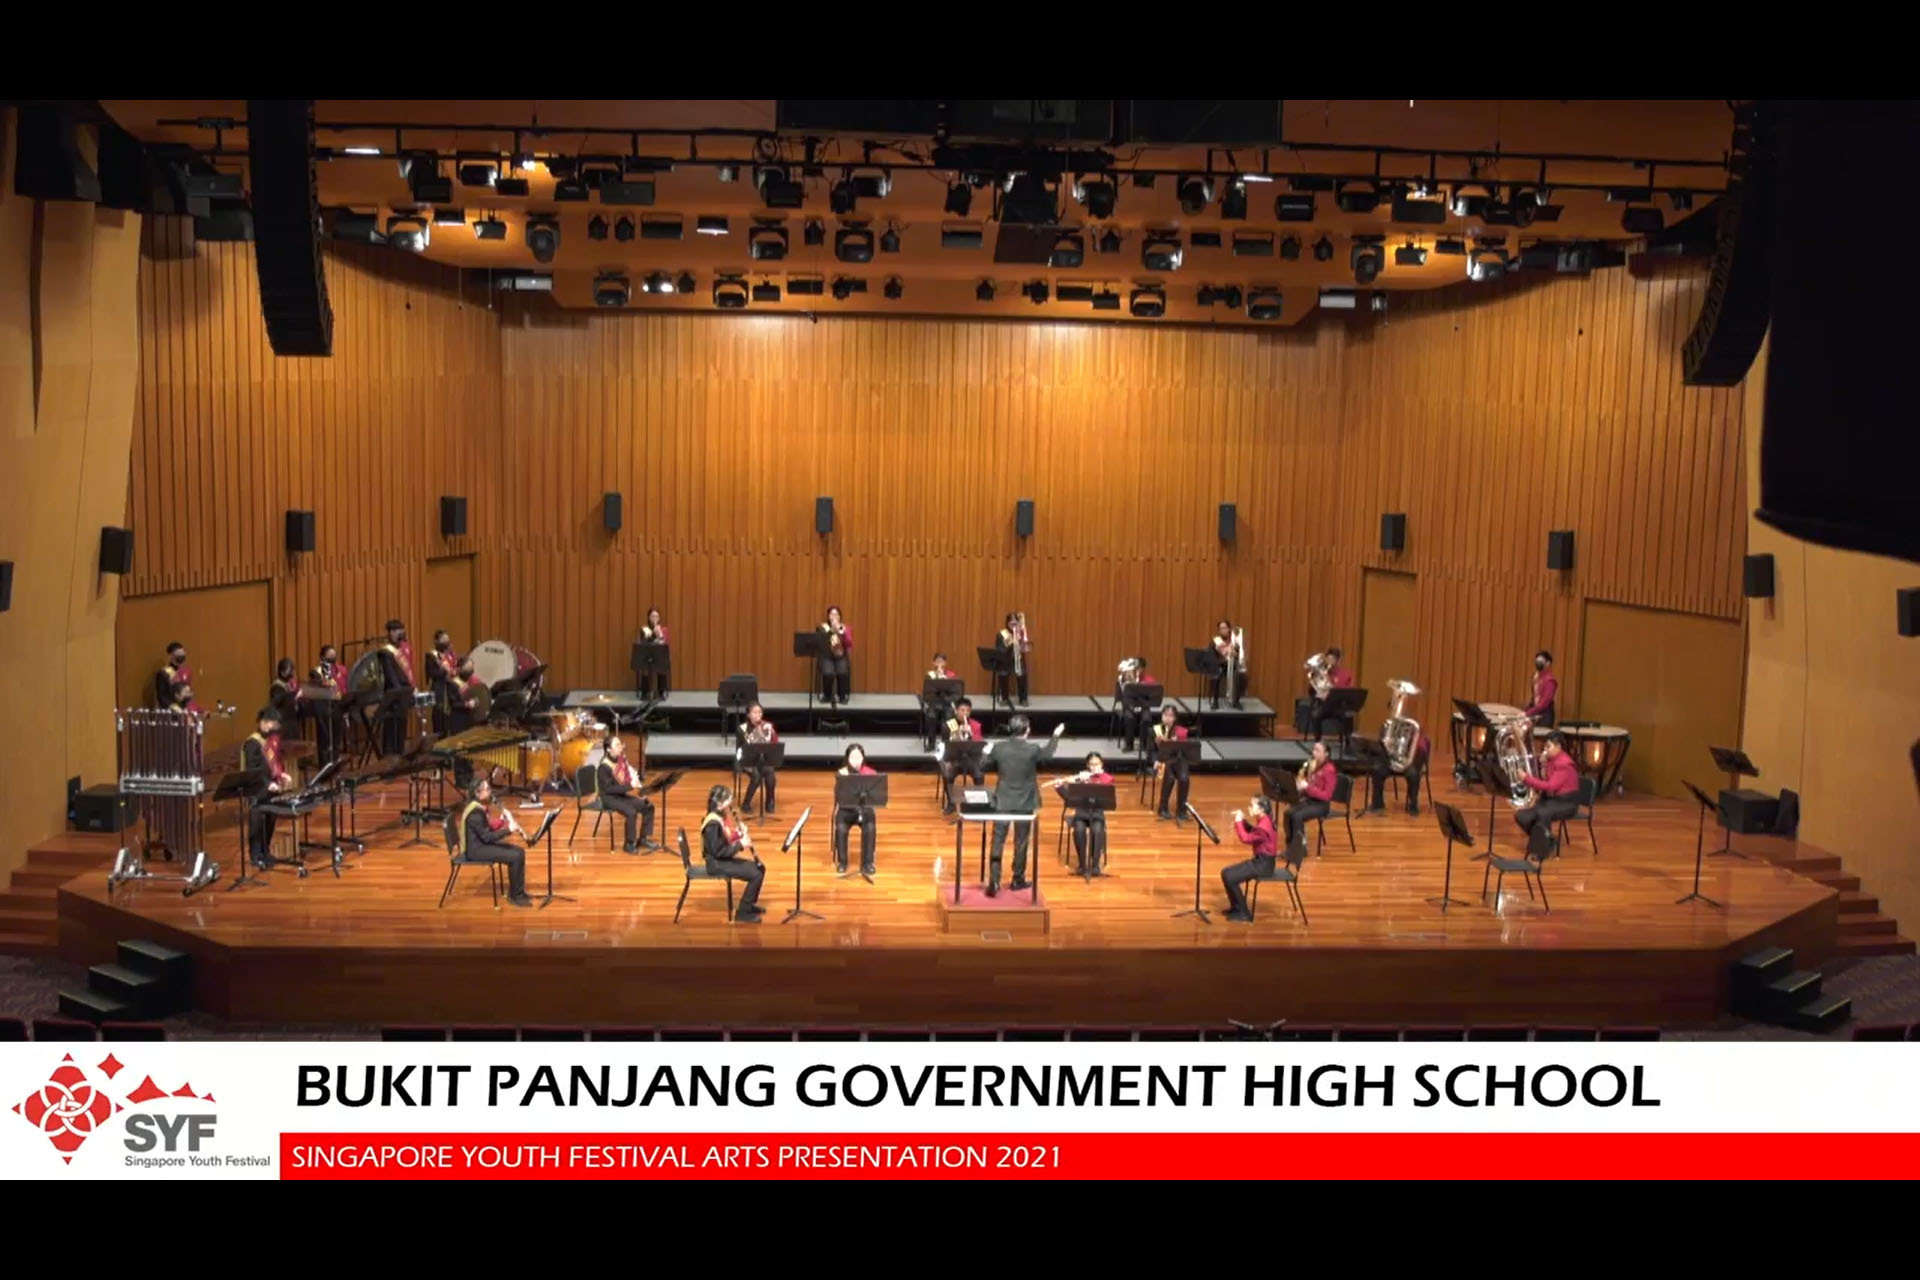 BUKIT PANJANG GOVERNMENT HIGH SCHOOL
SYF
Singapore Youth Festival
SINGAPORE YOUTH FESTIVAL ARTS PRESENTATION 2021